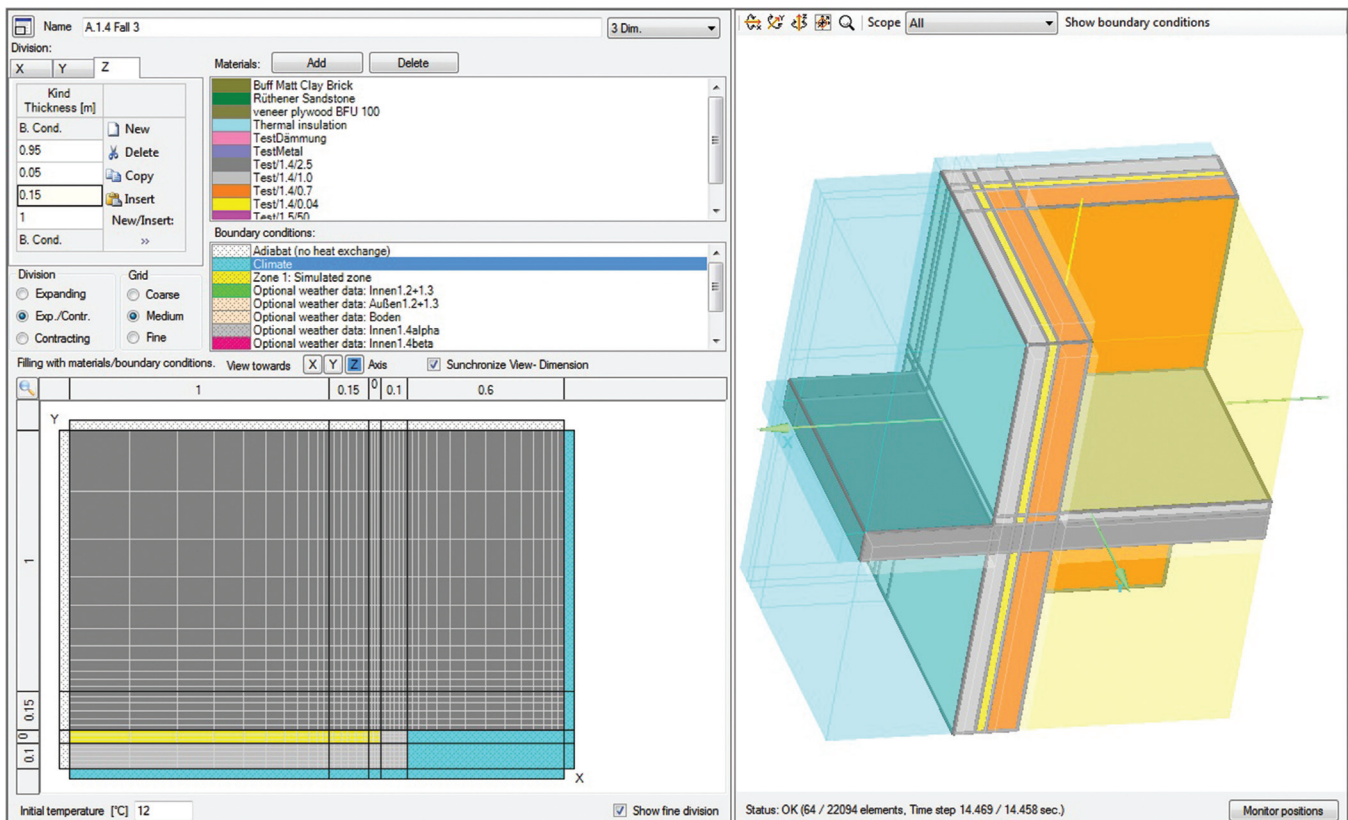 Name A.1.4 Fall 3 3 Dim.
Division:
X Y Z
Kind
Thickness [m]
B. Cond.
0.95
0.05
0.15
1
B. Cond.
New
Delete
Copy
Insert
New/Insert:
>>
Materials: Add Delete
Buff Matt Clay Brick
Rüthener Sandstone
veneer plywood BFU 100
Thermal insulation
TestDämmung
TestMetal
Test/1.4/2.5
Test/1.4/1.0
Test/1.4/0.7
Test/1.4/0.04
Test/1.5/50
Boundary conditions:
Adiabat (no heat exchange)
Climate
Zone 1: Simulated zone
Optional weather data: Innen1.2+1.3
Optional weather data: Außen1.2+1.3
Optional weather data: Boden
Optional weather data: Innen1.4alpha
Optional weather data: Innen1.4beta
Division
Expanding
Exp./Contr.
Contracting
Grid
Coarse
Medium
Fine
Filling with materials/boundary conditions. View towards X Y Z Axis Sunchronize View- Dimension
1 0.15 0 0.1 0.6
Y
1
0.15
0
0.1
X
Initial temperature [°C] 12 Show fine division
Scope All Show boundary conditions
X
Status: OK (64 / 22094 elements, Time step 14.469 / 14.458 sec.) Monitor positions